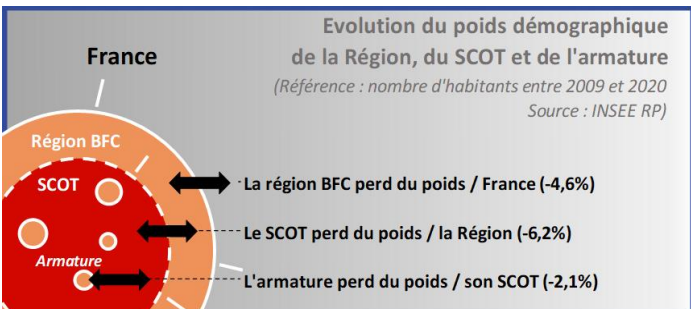 Evolution du poids démographique
de la Région, du SCOT et de l'armature
(Référence : nombre d'habitants entre 2009 et 2020
Source : INSEE RP)
France
Région BFC
SCOT
Armature
La région BFC perd du poids / France (-4,6%)
Le SCOT perd du poids / la Région (-6,2%)
L'armature perd du poids / son SCOT (-2,1%)